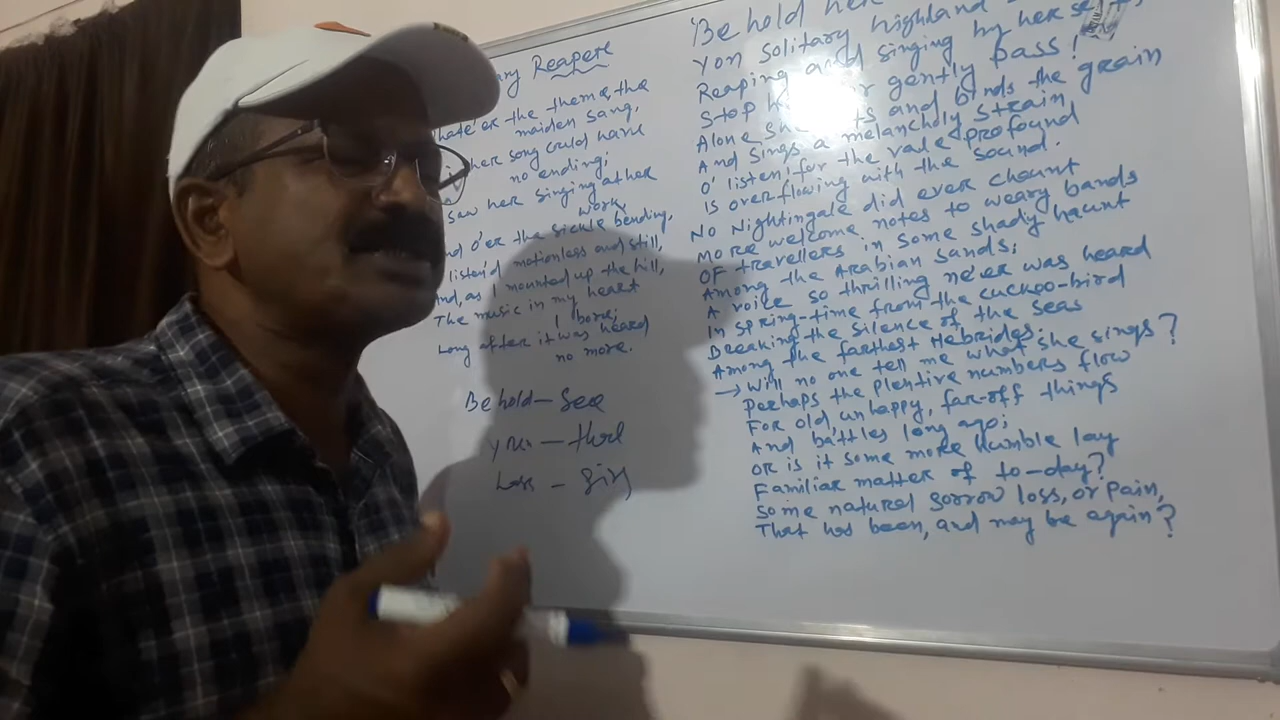 Reapere
the theme, the
maiden sang,
her song could have
no ending;
saw her singing at her
work,
o'er the sickle bending,
listen'd motionless and still,
And, as I mounted up the hill,
The music in my heart
I bore;
Long after it was heard
no more.
Behold – See
yon –
Lass –
Behold her
yon solitary highland
Reaping and singing by herself,
Stop or gently pass!
Alone she and binds the grain
And sings a melancholy strain
O' listen, for the vale profound
Is overflowing with the sound.
No Nightingale did ever chaunt
more welcome notes to weary bands
OF travellers in some shady haunt
Among the Arabian sands;
A voice so thrilling ne'er was heard
In spring-time from the cuckoo-bird
Breaking the silence of the seas
Among the farthest Hebrides.
→ Will no one tell me what she sings?
Perhaps the plentive numbers flow
For old, unhappy, far-off things
And battles long ago;
Or is it some more humble lay
Familiar matter of to-day?
Some natural sorrow loss, or pain,
That has been, and may be again?